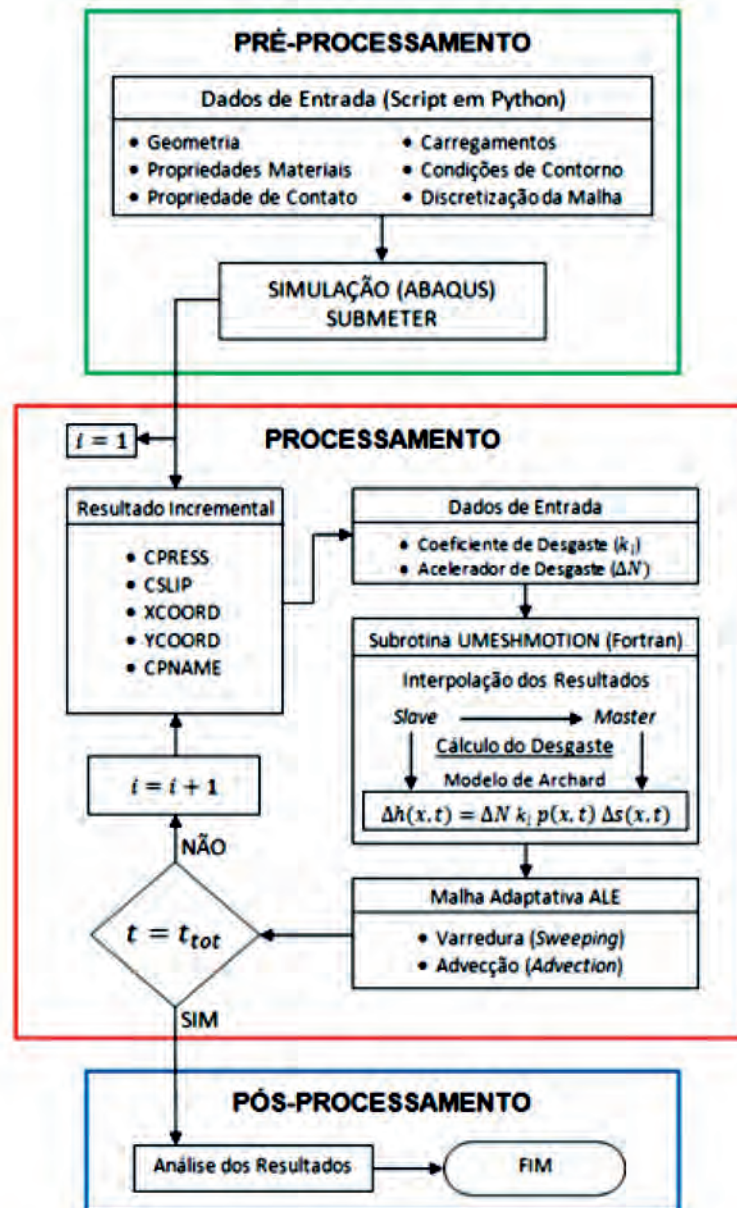 PRÉ-PROCESSAMENTO
Dados de Entrada (Script em Python)
• Geometria
• Propriedades Materiais
• Propriedade de Contato
• Carregamentos
• Condições de Contorno
• Discretização da Malha
SIMULAÇÃO (ABAQUS)
SUBMETER
i = 1
PROCESSAMENTO
Resultado Incremental
• CPRESS
• CSLIP
• XCOORD
• YCOORD
• CPNAME
Dados de Entrada
• Coeficiente de Desgaste (k_i)
• Acelerador de Desgaste (ΔN)
Subrotina UMESHMOTION (Fortran)
Interpolação dos Resultados
Slave Master
Cálculo do Desgaste
Modelo de Archard
Δh(x,t) = ΔN k_i p(x,t) Δs(x,t)
Malha Adaptativa ALE
• Varredura (Sweeping)
• Advecção (Advection)
i = i + 1
NÃO
t = t_tot
SIM
PÓS-PROCESSAMENTO
Análise dos Resultados
FIM